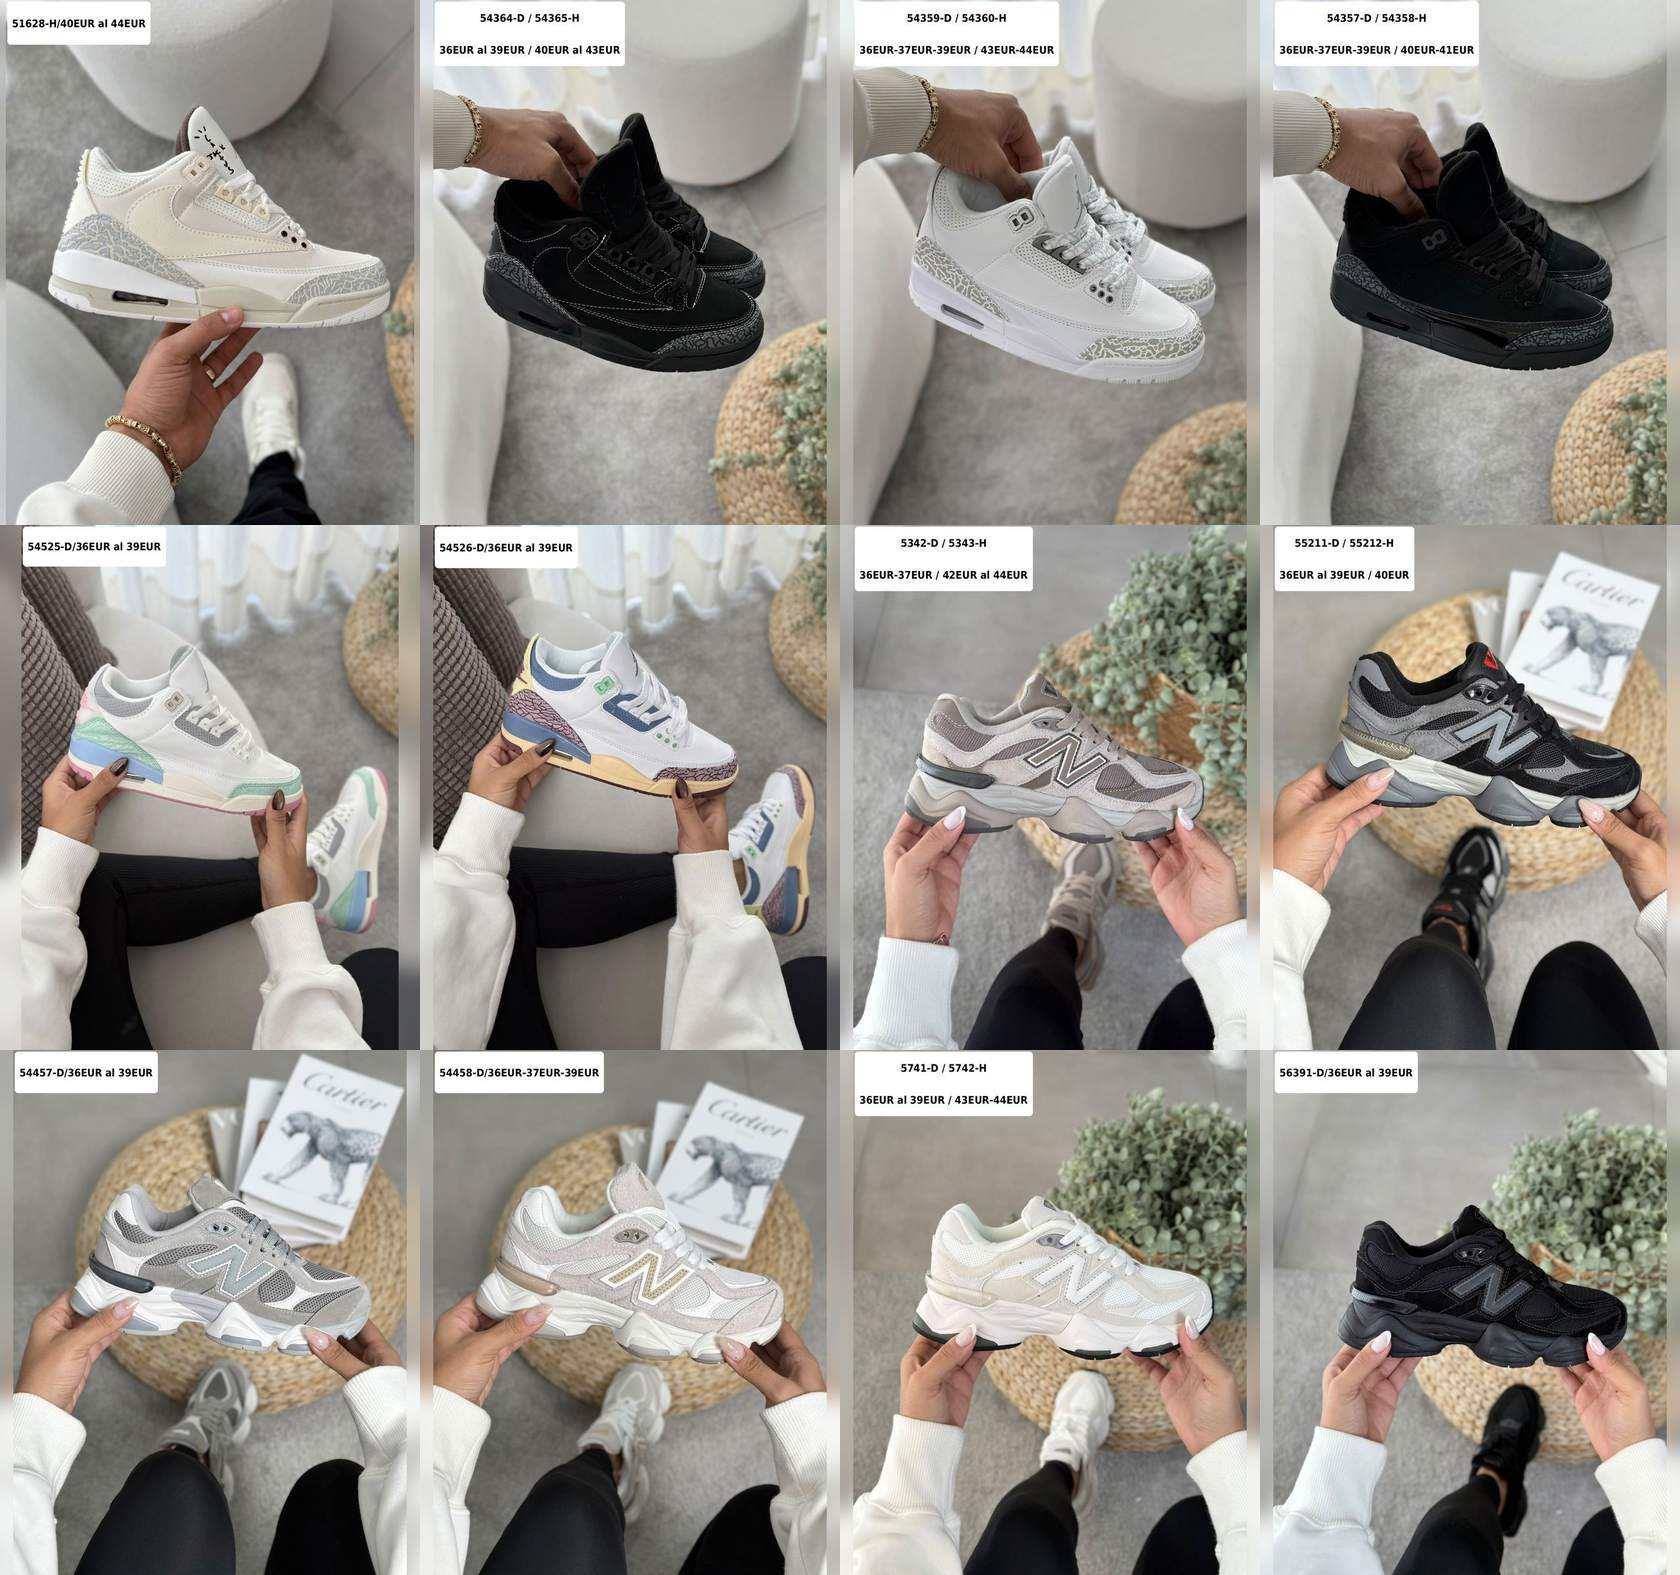 51628-H/40EUR al 44EUR
54364-D / 54365-H
36EUR al 39EUR / 40EUR al 43EUR
54359-D / 54360-H
36EUR-37EUR-39EUR / 43EUR-44EUR
54357-D / 54358-H
36EUR-37EUR-39EUR / 40EUR-41EUR
54525-D/36EUR al 39EUR
54526-D/36EUR al 39EUR
5342-D / 5343-H
36EUR-37EUR / 42EUR al 44EUR
55211-D / 55212-H
36EUR al 39EUR / 40EUR
Cartier
N
N
54457-D/36EUR al 39EUR
Cartier
N
54458-D/36EUR-37EUR-39EUR
Cartier
N
5741-D / 5742-H
36EUR al 39EUR / 43EUR-44EUR
N
56391-D/36EUR al 39EUR
N